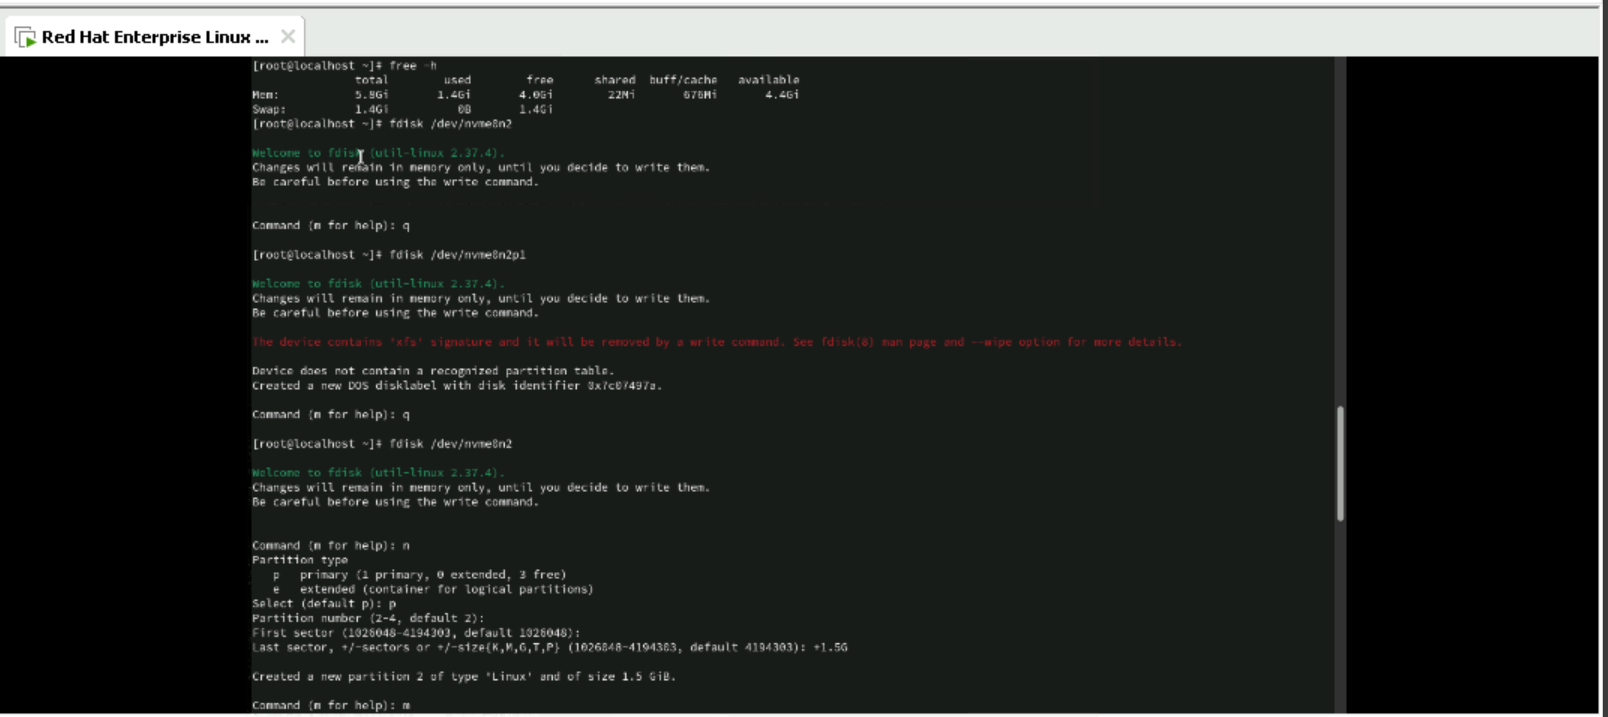 Red Hat Enterprise Linux ...
[root@localhost ~]# free -h
total used free shared buff/cache available
Mem: 5.8Gi 1.4Gi 4.0Gi 22Mi 676Mi 4.4Gi
Swap: 1.4Gi 0B 1.4Gi
[root@localhost ~]# fdisk /dev/nvme0n2
Welcome to fdisk (util-linux 2.37.4).
Changes will remain in memory only, until you decide to write them.
Be careful before using the write command.
Command (m for help): q
[root@localhost ~]# fdisk /dev/nvme0n2p1
Welcome to fdisk (util-linux 2.37.4).
Changes will remain in memory only, until you decide to write them.
Be careful before using the write command.
The device contains 'xfs' signature and it will be removed by a write command. See fdisk(8) man page and --wipe option for more details.
Device does not contain a recognized partition table.
Created a new DOS disklabel with disk identifier 0x7c07497a.
Command (m for help): q
[root@localhost ~]# fdisk /dev/nvme0n2
Welcome to fdisk (util-linux 2.37.4).
Changes will remain in memory only, until you decide to write them.
Be careful before using the write command.
Command (m for help): n
Partition type
p primary (1 primary, 0 extended, 3 free)
e extended (container for logical partitions)
Select (default p): p
Partition number (2-4, default 2):
First sector (1026048-4194303, default 1026048):
Last sector, +/-sectors or +/-size{K,M,G,T,P} (1026048-4194303, default 4194303): +1.5G
Created a new partition 2 of type 'Linux' and of size 1.5 GiB.
Command (m for help): m